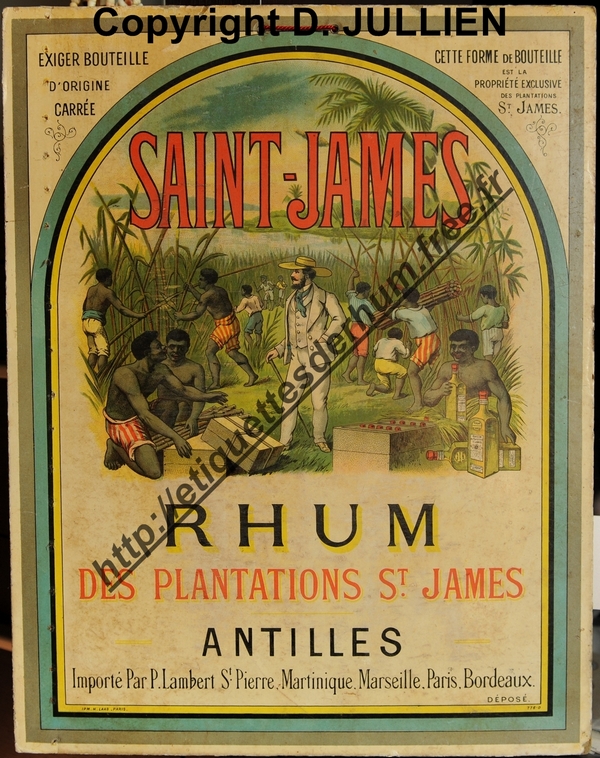 Copyright D. JULLIEN
EXIGER BOUTEILLE
D'ORIGINE
CARRÉE
CETTE FORME DE BOUTEILLE
EST LA
PROPRIÉTÉ EXCLUSIVE
DES PLANTATIONS
ST JAMES.
SAINT-JAMES
http://etiquettesderhum.free.fr
RHUM
DES PLANTATIONS ST JAMES
ANTILLES
Importé Par P. Lambert St Pierre, Martinique, Marseille, Paris, Bordeaux.
DÉPOSÉ.